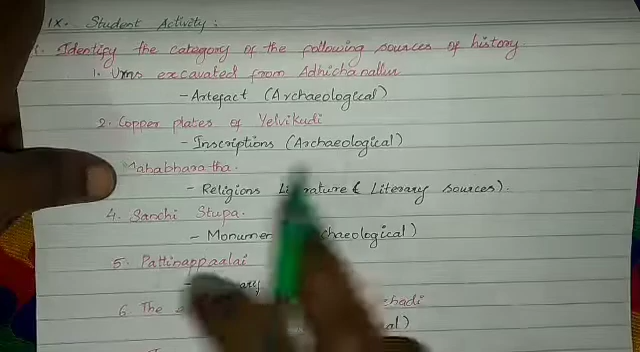 IX. Student Activity:
1. Identify the category of the following sources of history
1. Urns excavated from Adhichanallur
- Artefact (Archaeological)
2. Copper plates of Velvikudi
- Inscriptions (Archaeological)
Mahabharatha.
- Religions Literature ( Literary sources).
4. Sanchi Stupa.
- chaeological)
5. Pattinappaalai
6. The